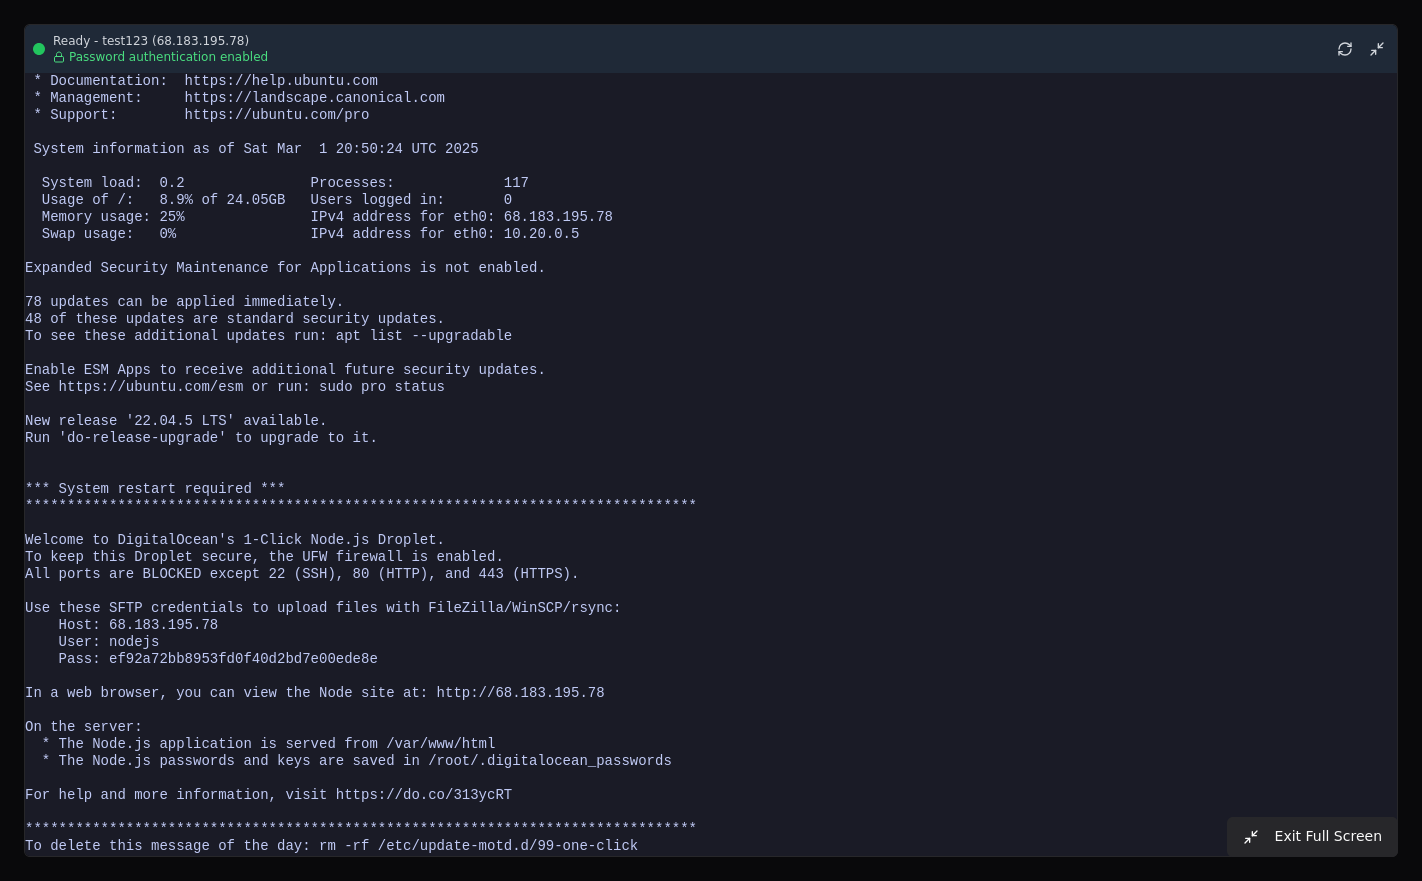 Ready - test123 (68.183.195.78)
Password authentication enabled
 * Documentation:  https://help.ubuntu.com
 * Management:     https://landscape.canonical.com
 * Support:        https://ubuntu.com/pro

 System information as of Sat Mar  1 20:50:24 UTC 2025

  System load:  0.2               Processes:             117
  Usage of /:   8.9% of 24.05GB   Users logged in:       0
  Memory usage: 25%               IPv4 address for eth0: 68.183.195.78
  Swap usage:   0%                IPv4 address for eth0: 10.20.0.5

Expanded Security Maintenance for Applications is not enabled.

78 updates can be applied immediately.
48 of these updates are standard security updates.
To see these additional updates run: apt list --upgradable

Enable ESM Apps to receive additional future security updates.
See https://ubuntu.com/esm or run: sudo pro status

New release '22.04.5 LTS' available.
Run 'do-release-upgrade' to upgrade to it.


*** System restart required ***
********************************************************************************

Welcome to DigitalOcean's 1-Click Node.js Droplet.
To keep this Droplet secure, the UFW firewall is enabled.
All ports are BLOCKED except 22 (SSH), 80 (HTTP), and 443 (HTTPS).

Use these SFTP credentials to upload files with FileZilla/WinSCP/rsync:
    Host: 68.183.195.78
    User: nodejs
    Pass: ef92a72bb8953fd0f40d2bd7e00ede8e

In a web browser, you can view the Node site at: http://68.183.195.78

On the server:
  * The Node.js application is served from /var/www/html
  * The Node.js passwords and keys are saved in /root/.digitalocean_passwords

For help and more information, visit https://do.co/313ycRT

********************************************************************************
To delete this message of the day: rm -rf /etc/update-motd.d/99-one-click
Exit Full Screen